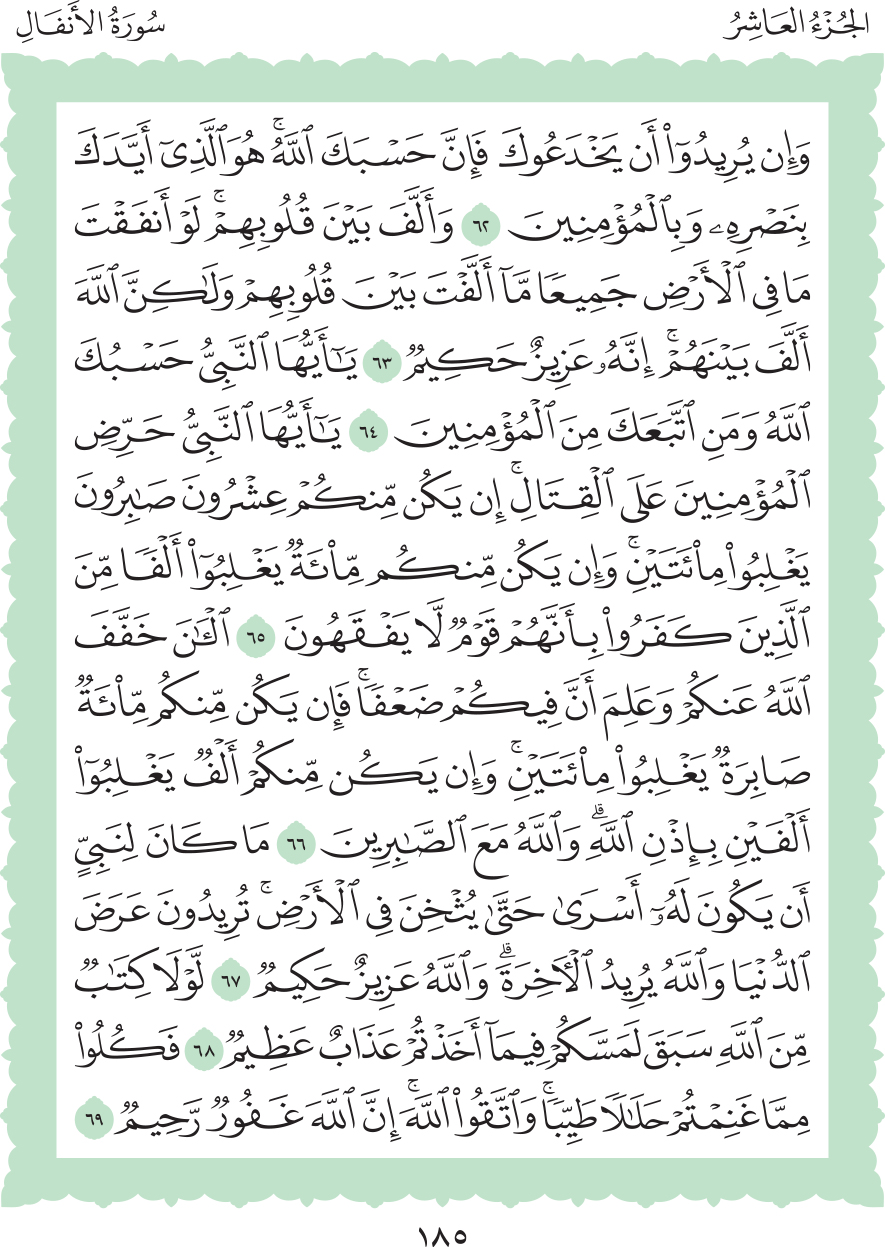 الجُزْءُ العَاشِرُ
سُورَةُ الأَنفَالِ
وَإِن يُرِيدُوٓا۟ أَن يَخْدَعُوكَ فَإِنَّ حَسْبَكَ ٱللَّهُ ۚ هُوَ ٱلَّذِىٓ أَيَّدَكَ
بِنَصْرِهِۦ وَبِٱلْمُؤْمِنِينَ ٦٢ وَأَلَّفَ بَيْنَ قُلُوبِهِمْ ۚ لَوْ أَنفَقْتَ
مَا فِى ٱلْأَرْضِ جَمِيعًا مَّآ أَلَّفْتَ بَيْنَ قُلُوبِهِمْ وَلَٰكِنَّ ٱللَّهَ
أَلَّفَ بَيْنَهُمْ ۚ إِنَّهُۥ عَزِيزٌ حَكِيمٌ ٦٣ يَٰٓأَيُّهَا ٱلنَّبِىُّ حَسْبُكَ
ٱللَّهُ وَمَنِ ٱتَّبَعَكَ مِنَ ٱلْمُؤْمِنِينَ ٦٤ يَٰٓأَيُّهَا ٱلنَّبِىُّ حَرِّضِ
ٱلْمُؤْمِنِينَ عَلَى ٱلْقِتَالِ ۚ إِن يَكُن مِّنكُمْ عِشْرُونَ صَٰبِرُونَ
يَغْلِبُوا۟ مِا۟ئَتَيْنِ ۚ وَإِن يَكُن مِّنكُم مِّا۟ئَةٌ يَغْلِبُوٓا۟ أَلْفًا مِّنَ
ٱلَّذِينَ كَفَرُوا۟ بِأَنَّهُمْ قَوْمٌ لَّا يَفْقَهُونَ ٦٥ ٱلْـَٰٔنَ خَفَّفَ
ٱللَّهُ عَنكُمْ وَعَلِمَ أَنَّ فِيكُمْ ضَعْفًا ۚ فَإِن يَكُن مِّنكُم مِّا۟ئَةٌ
صَابِرَةٌ يَغْلِبُوا۟ مِا۟ئَتَيْنِ ۚ وَإِن يَكُن مِّنكُمْ أَلْفٌ يَغْلِبُوٓا۟
أَلْفَيْنِ بِإِذْنِ ٱللَّهِ ۗ وَٱللَّهُ مَعَ ٱلصَّٰبِرِينَ ٦٦ مَا كَانَ لِنَبِىٍّ
أَن يَكُونَ لَهُۥٓ أَسْرَىٰ حَتَّىٰ يُثْخِنَ فِى ٱلْأَرْضِ ۚ تُرِيدُونَ عَرَضَ
ٱلدُّنْيَا وَٱللَّهُ يُرِيدُ ٱلْـَٔاخِرَةَ ۗ وَٱللَّهُ عَزِيزٌ حَكِيمٌ ٦٧ لَّوْلَا كِتَٰبٌ
مِّنَ ٱللَّهِ سَبَقَ لَمَسَّكُمْ فِيمَآ أَخَذْتُمْ عَذَابٌ عَظِيمٌ ٦٨ فَكُلُوا۟
مِمَّا غَنِمْتُمْ حَلَٰلًا طَيِّبًا ۚ وَٱتَّقُوا۟ ٱللَّهَ ۚ إِنَّ ٱللَّهَ غَفُورٌ رَّحِيمٌ ٦٩
١٨٥